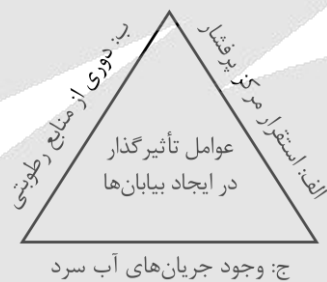 الف: استقرار مرکز پرفشار
ب: دوری از منابع رطوبتی
عوامل تأثیرگذار
در ایجاد بیابان‌ها
ج: وجود جریان‌های آب سرد